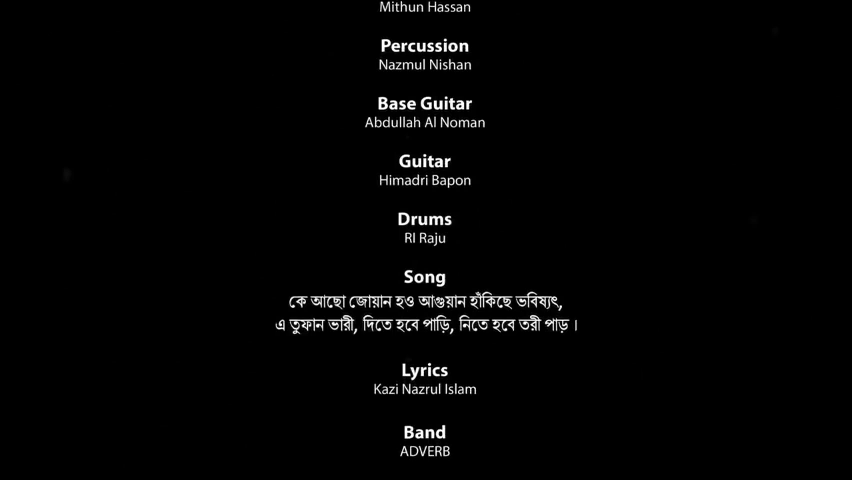 Mithun Hassan
Percussion
Nazmul Nishan
Base Guitar
Abdullah Al Noman
Guitar
Himadri Bapon
Drums
RI Raju
Song
কে আছো জোয়ান হও আগুয়ান হাঁকিছে ভবিষ্যৎ,
এ তুফান ভারী, দিতে হবে পাড়ি, নিতে হবে তরী পাড়।
Lyrics
Kazi Nazrul Islam
Band
ADVERB